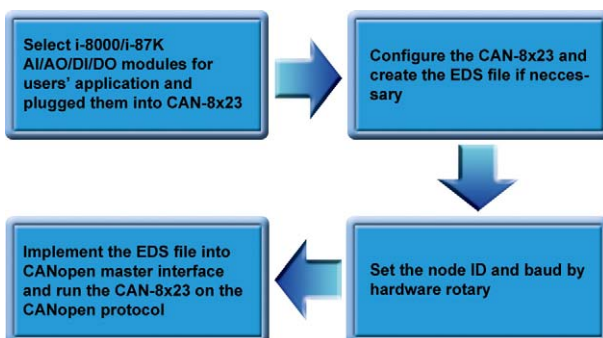 Select i-8000/i-87K
AI/AO/DI/DO modules for
users' application and
plugged them into CAN-8x23
Configure the CAN-8x23 and
create the EDS file if necces-
sary
Set the node ID and baud by
hardware rotary
Implement the EDS file into
CANopen master interface
and run the CAN-8x23 on the
CANopen protocol